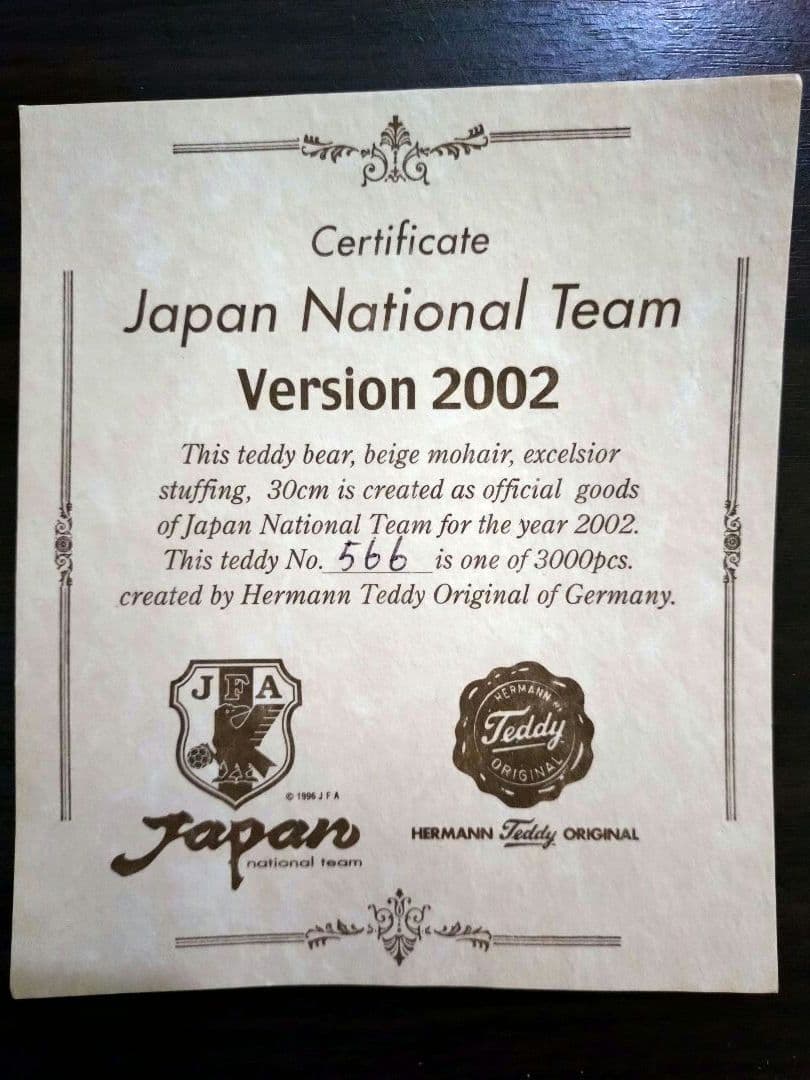 Certificate
Japan National Team
Version 2002
This teddy bear, beige mohair, excelsior
stuffing, 30cm is created as official goods
of Japan National Team for the year 2002.
This teddy No. 566 is one of 3000pcs.
created by Hermann Teddy Original of Germany.
JFA
© 1996 JFA
Japan
national team
HERMANN
Teddy
ORIGINAL
HERMANN Teddy ORIGINAL